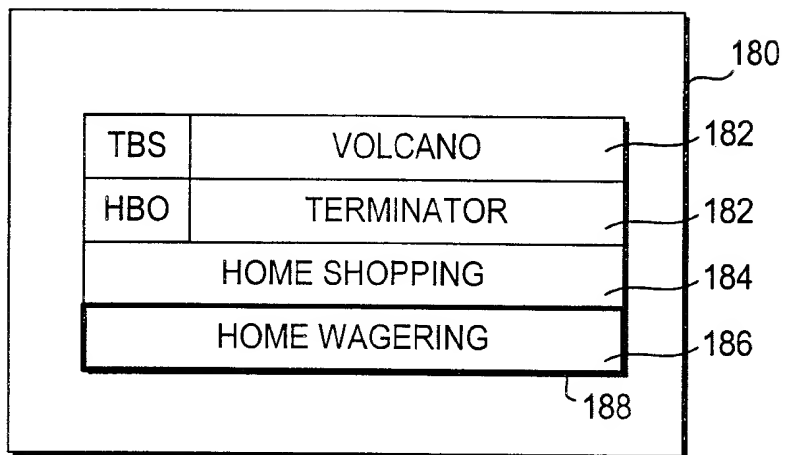 180
TBS VOLCANO 182
HBO TERMINATOR 182
HOME SHOPPING 184
HOME WAGERING 186
188